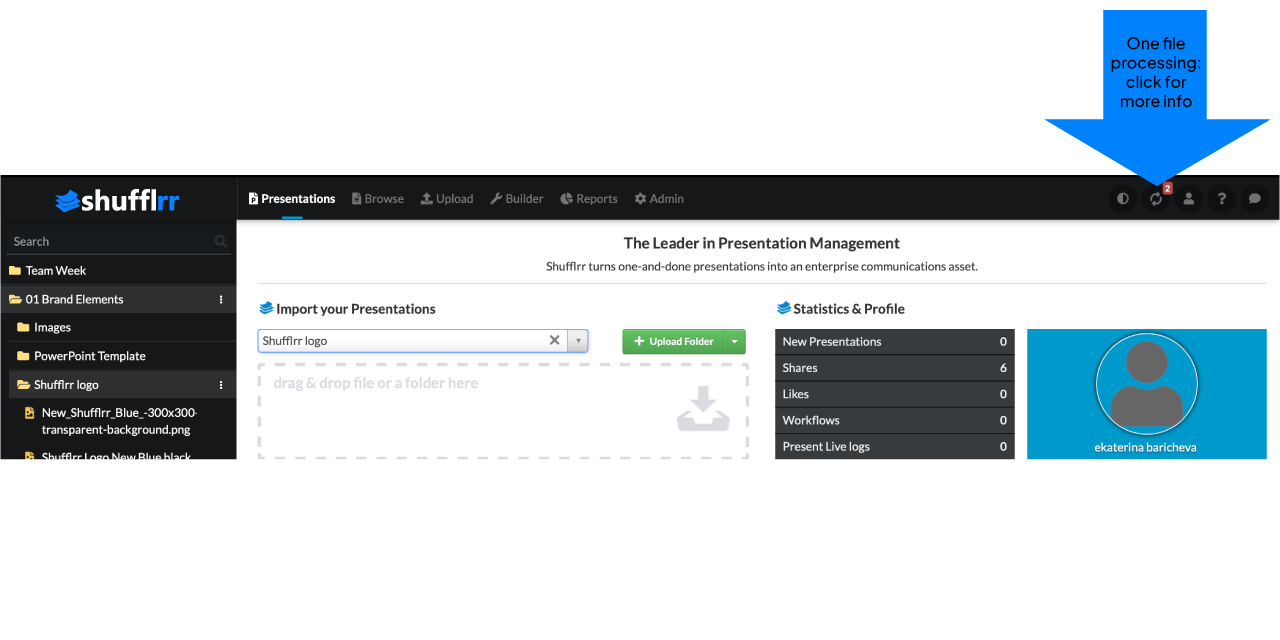 One file
processing:
click for
more info
shufflrr
Presentations
Browse
Upload
Builder
Reports
Admin
2
?
Search
Team Week
01 Brand Elements
Images
PowerPoint Template
Shufflrr logo
New_Shufflrr_Blue_-300x300-
transparent-background.png
Shufflrr Logo New Blue black
The Leader in Presentation Management
Shufflrr turns one-and-done presentations into an enterprise communications asset.
Import your Presentations
Shufflrr logo
Upload Folder
drag & drop file or a folder here
Statistics & Profile
New Presentations 0
Shares 6
Likes 0
Workflows 0
Present Live logs 0
ekaterina baricheva